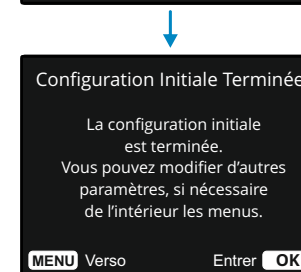 Configuration Initiale Terminée
La configuration initiale
est terminée.
Vous pouvez modifier d'autres
paramètres, si nécessaire
de l'intérieur les menus.
MENU Verso Entrer OK